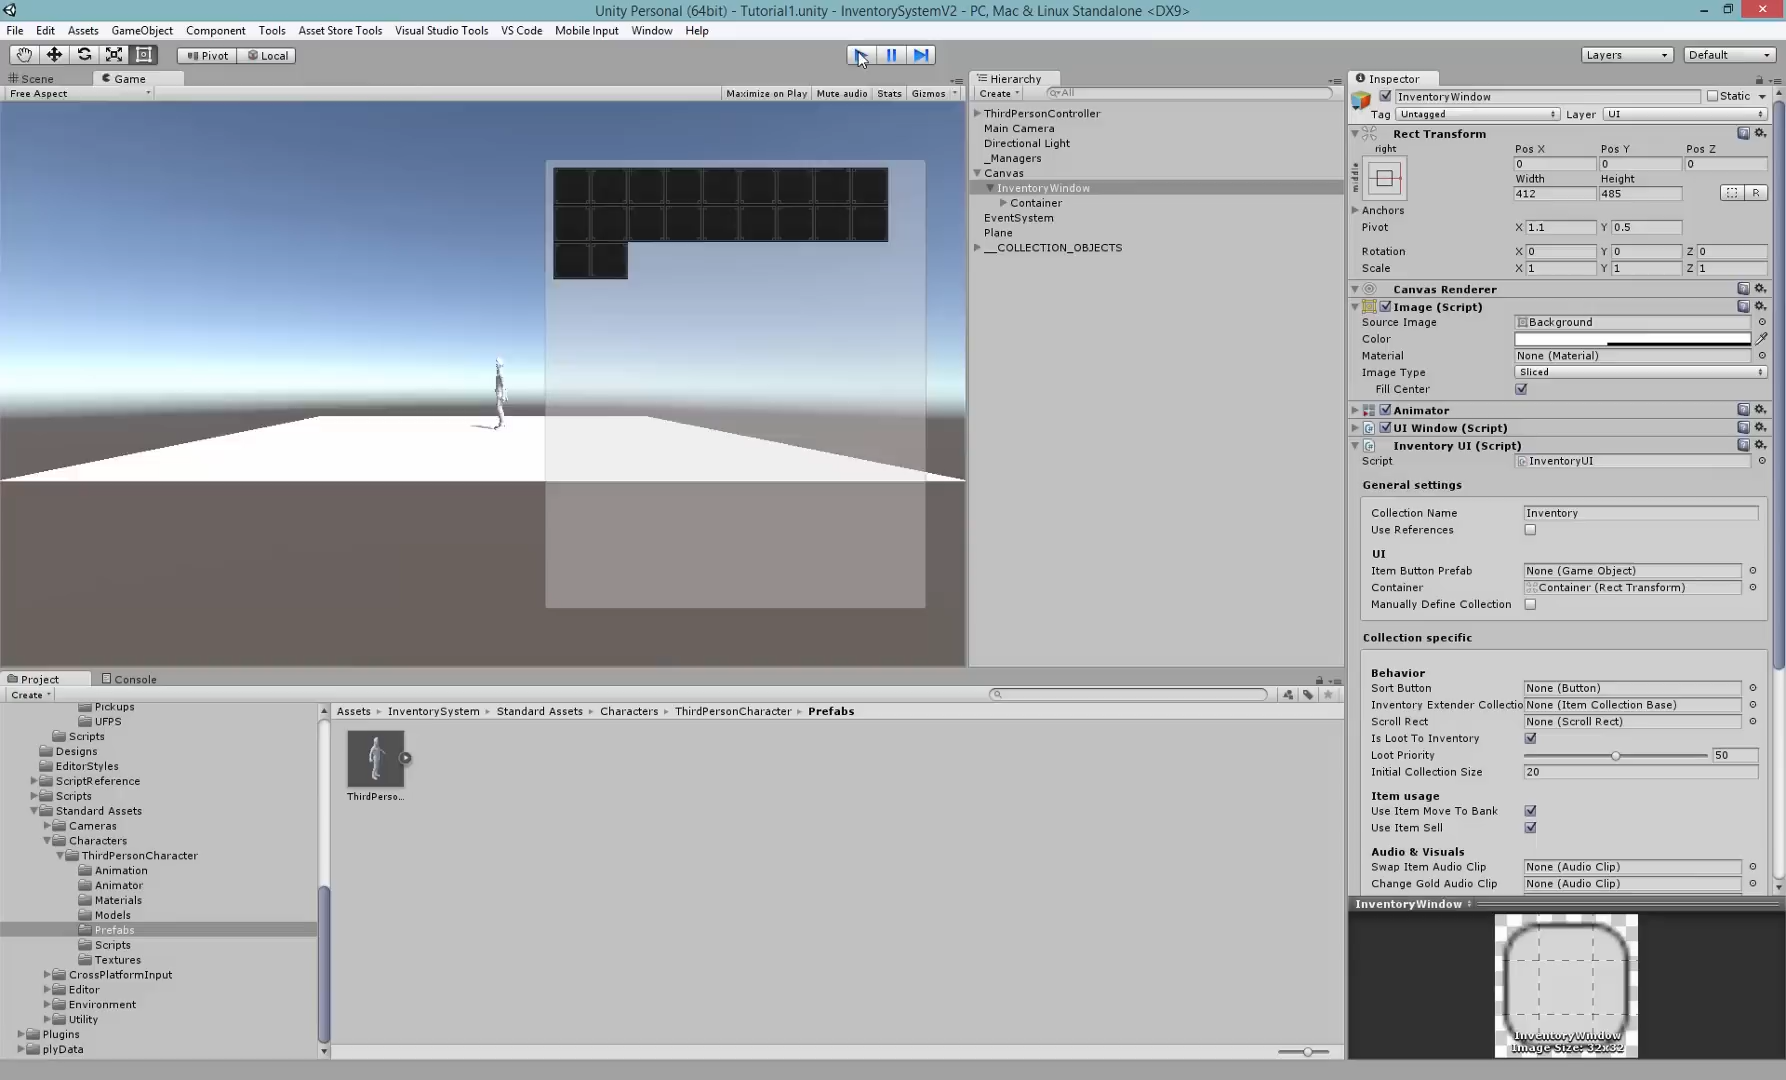 Unity Personal (64bit) - Tutorial1.unity - InventorySystemV2 - PC, Mac & Linux Standalone <DX9>
File Edit Assets GameObject Component Tools Asset Store Tools Visual Studio Tools VS Code Mobile Input Window Help
Pivot Local Layers Default
Scene Game
Free Aspect Maximize on Play Mute audio Stats Gizmos
Hierarchy
Create All
ThirdPersonController
Main Camera
Directional Light
_Managers
Canvas
InventoryWindow
Container
EventSystem
Plane
__COLLECTION_OBJECTS
Inspector
InventoryWindow Static
Tag Untagged Layer UI
Rect Transform
right Pos X Pos Y Pos Z
middle 0 0 0
Width Height
412 485 R
Anchors
Pivot X 1.1 Y 0.5
Rotation X 0 Y 0 Z 0
Scale X 1 Y 1 Z 1
Canvas Renderer
Image (Script)
Source Image Background
Color
Material None (Material)
Image Type Sliced
Fill Center
Animator
UI Window (Script)
Inventory UI (Script)
Script InventoryUI
General settings
Collection Name Inventory
Use References
UI
Item Button Prefab None (Game Object)
Container Container (Rect Transform)
Manually Define Collection
Collection specific
Behavior
Sort Button None (Button)
Inventory Extender Collectio None (Item Collection Base)
Scroll Rect None (Scroll Rect)
Is Loot To Inventory
Loot Priority 50
Initial Collection Size 20
Item usage
Use Item Move To Bank
Use Item Sell
Audio & Visuals
Swap Item Audio Clip None (Audio Clip)
Change Gold Audio Clip None (Audio Clip)
InventoryWindow
InventoryWindow
Image Size: 32x32
Project Console
Create
Pickups
UFPS
Scripts
Designs
EditorStyles
ScriptReference
Scripts
Standard Assets
Cameras
Characters
ThirdPersonCharacter
Animation
Animator
Materials
Models
Prefabs
Scripts
Textures
CrossPlatformInput
Editor
Environment
Utility
Plugins
plyData
Assets InventorySystem Standard Assets Characters ThirdPersonCharacter Prefabs
ThirdPerso...